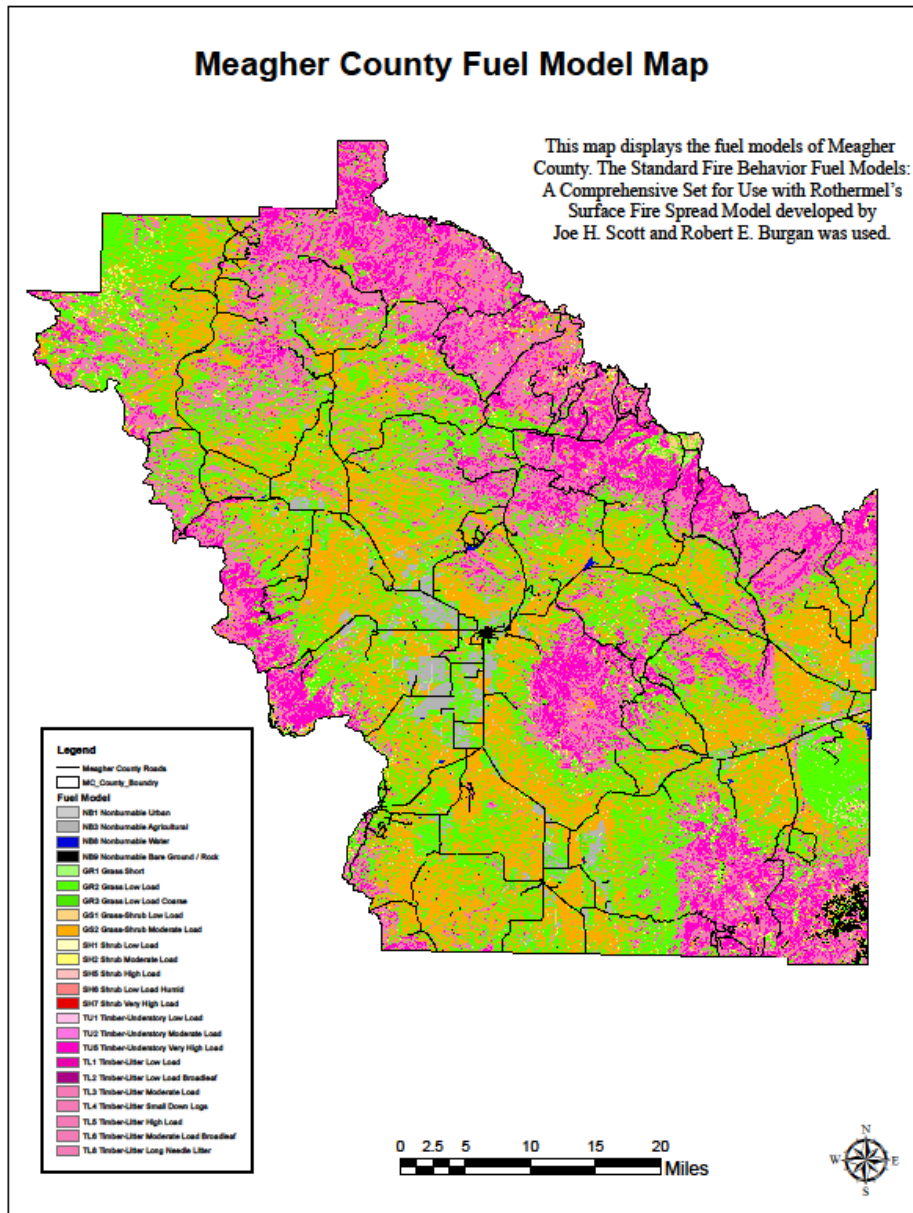 Meagher County Fuel Model Map
This map displays the fuel models of Meagher
County. The Standard Fire Behavior Fuel Models:
A Comprehensive Set for Use with Rothermel's
Surface Fire Spread Model developed by
Joe H. Scott and Robert E. Burgan was used.
Legend
Meagher County Roads
MC_County_Boundry
Fuel Model
NB1 Nonburnable Urban
NB3 Nonburnable Agricultural
NB8 Nonburnable Water
NB9 Nonburnable Bare Ground / Rock
GR1 Grass Short
GR2 Grass Low Load
GR3 Grass Low Load Coarse
GS1 Grass-Shrub Low Load
GS2 Grass-Shrub Moderate Load
SH1 Shrub Low Load
SH2 Shrub Moderate Load
SH5 Shrub High Load
SH6 Shrub Low Load Humid
SH7 Shrub Very High Load
TU1 Timber-Understory Low Load
TU2 Timber-Understory Moderate Load
TU5 Timber-Understory Very High Load
TL1 Timber-Litter Low Load
TL2 Timber-Litter Low Load Broadleaf
TL3 Timber-Litter Moderate Load
TL4 Timber-Litter Small Down Logs
TL5 Timber-Litter High Load
TL6 Timber-Litter Moderate Load Broadleaf
TL8 Timber-Litter Long Needle Litter
0 2.5 5 10 15 20
Miles
N
W E
S